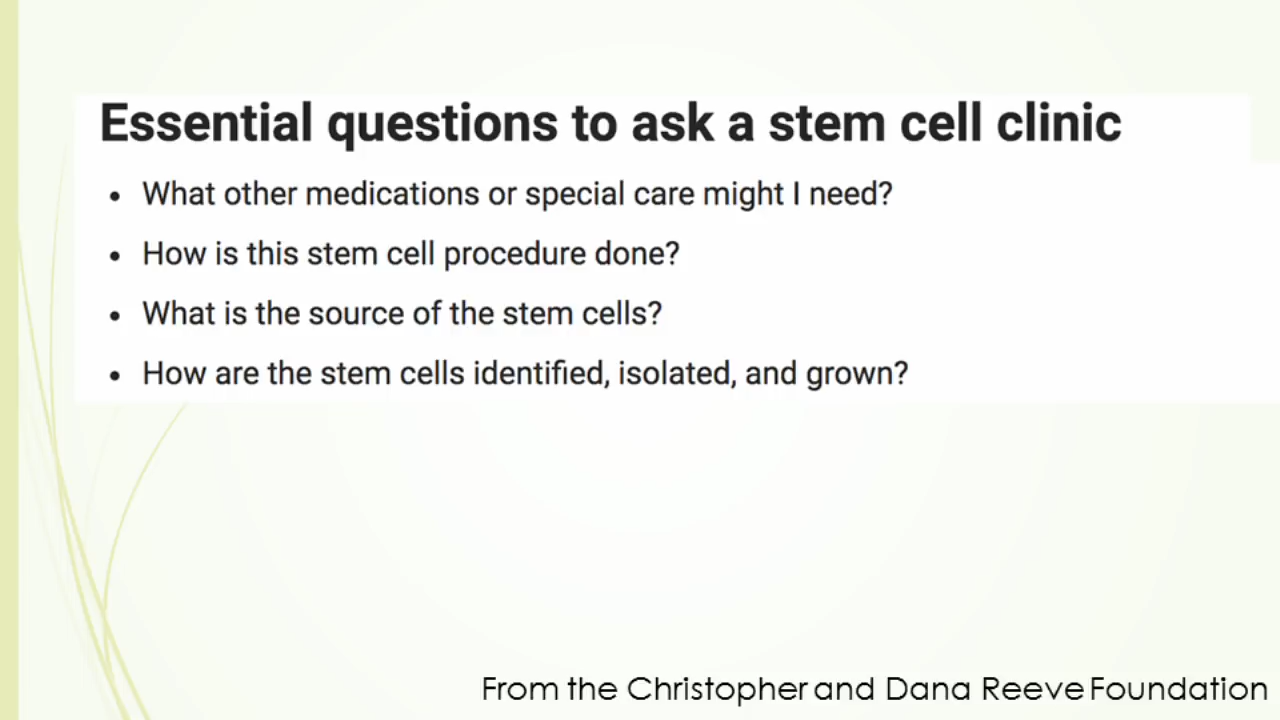 Essential questions to ask a stem cell clinic
• What other medications or special care might I need?
• How is this stem cell procedure done?
• What is the source of the stem cells?
• How are the stem cells identified, isolated, and grown?
From the Christopher and Dana Reeve Foundation